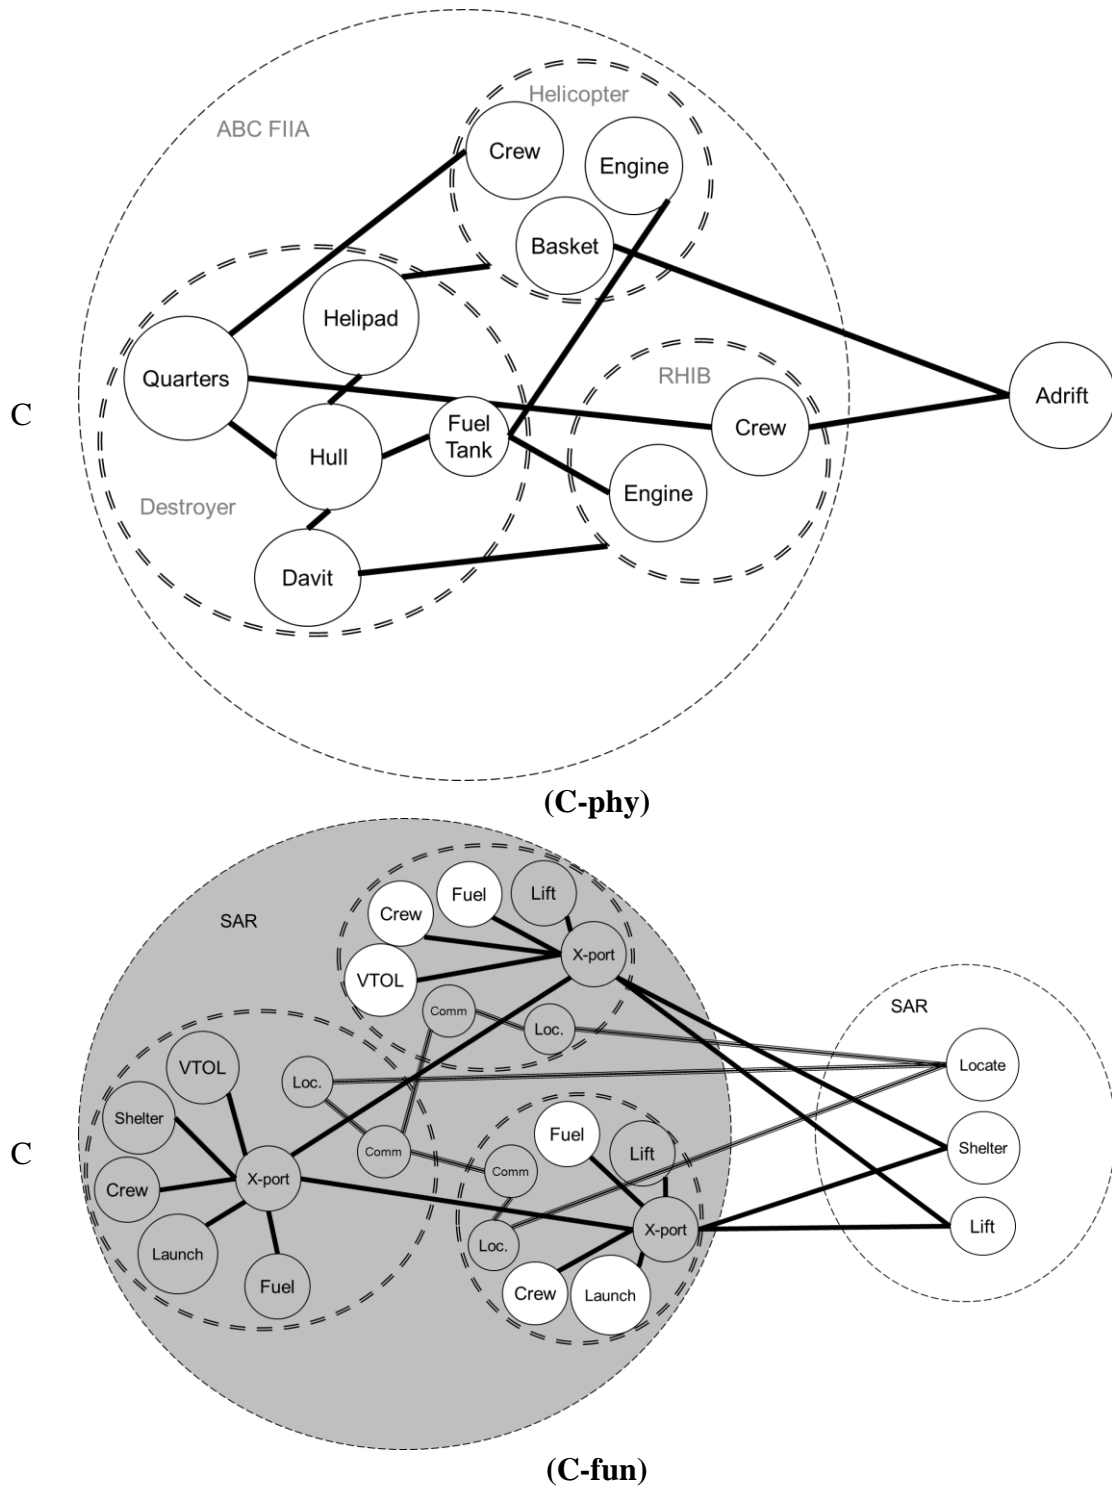 ABC FIIA
Helicopter
Crew
Engine
Basket
Helipad
Quarters
RHIB
Adrift
C
Crew
Fuel
Tank
Hull
Engine
Destroyer
Davit
(C-phy)
SAR
Fuel
Lift
Crew
X-port
VTOL
SAR
Comm
Loc.
VTOL
Locate
Loc.
Shelter
Fuel
Shelter
C
Comm
Lift
Comm
X-port
Crew
X-port
Lift
Launch
Loc.
Fuel
Crew
Launch
(C-fun)